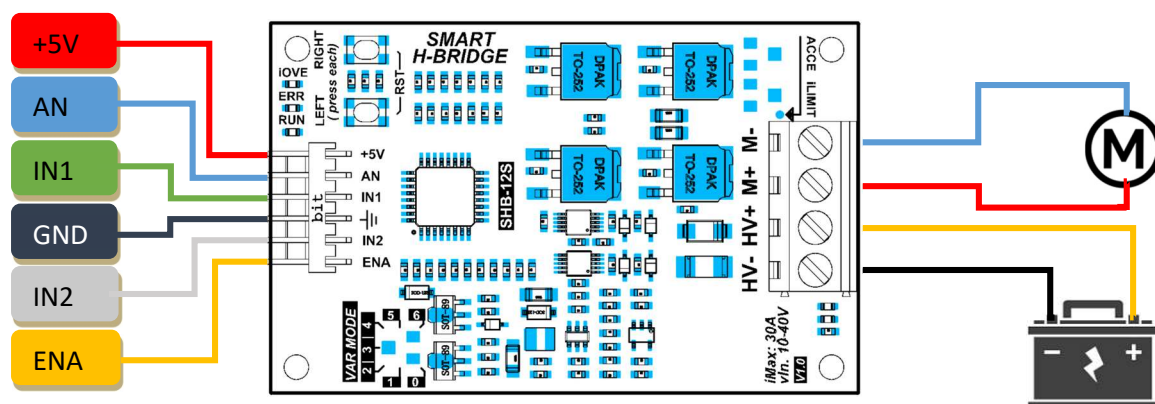 +5V
AN
IN1
GND
IN2
ENA
SMART
H-BRIDGE
RIGHT
LEFT
(press each)
RST
iOVE
ERR
RUN
+5V
AN
IN1
IN2
ENA
bit
DPAK
TO-252
DPAK
TO-252
DPAK
TO-252
DPAK
TO-252
SHB-12S
ACCE
iLIMIT
M-
M+
HV+
HV-
M
VAR MODE
2 3 4
5 6
1 0
SOT-89
SOT-89
iMax: 30A
vIn. 10-40V
V1.0
- +